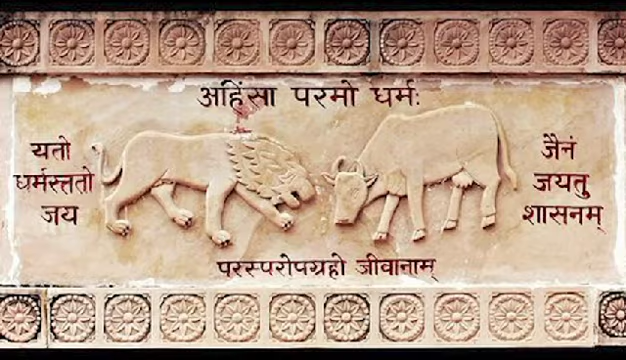 अहिंसा परमो धर्मः
यतो
धर्मस्ततो
जय
जैनं
जयतु
शासनम्
परस्परोपग्रहो जीवानाम्